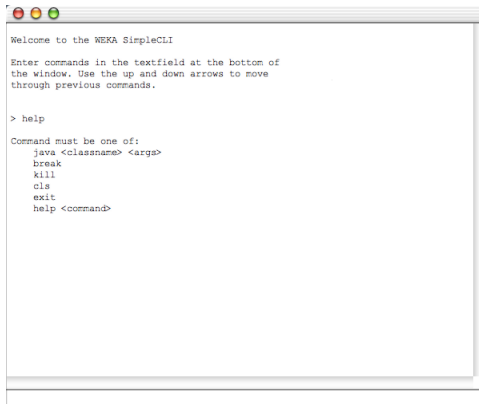 Welcome to the WEKA SimpleCLI
Enter commands in the textfield at the bottom of
the window. Use the up and down arrows to move
through previous commands.
> help
Command must be one of:
java <classname> <args>
break
kill
cls
exit
help <command>